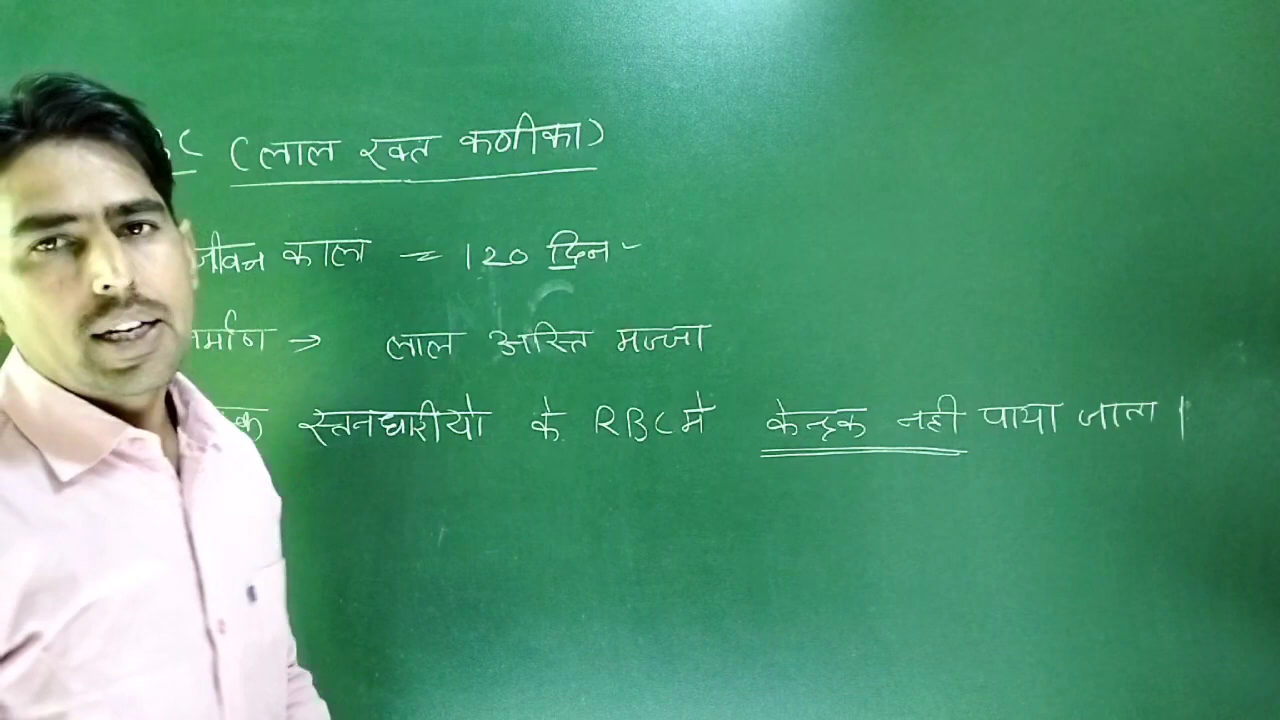 (लाल रक्त कणीका)
जीवन काल = 120 दिन
→ लाल अस्ति मज्जा
स्तनधारीयो के RBC मे केन्द्रक नही पाया जाता |